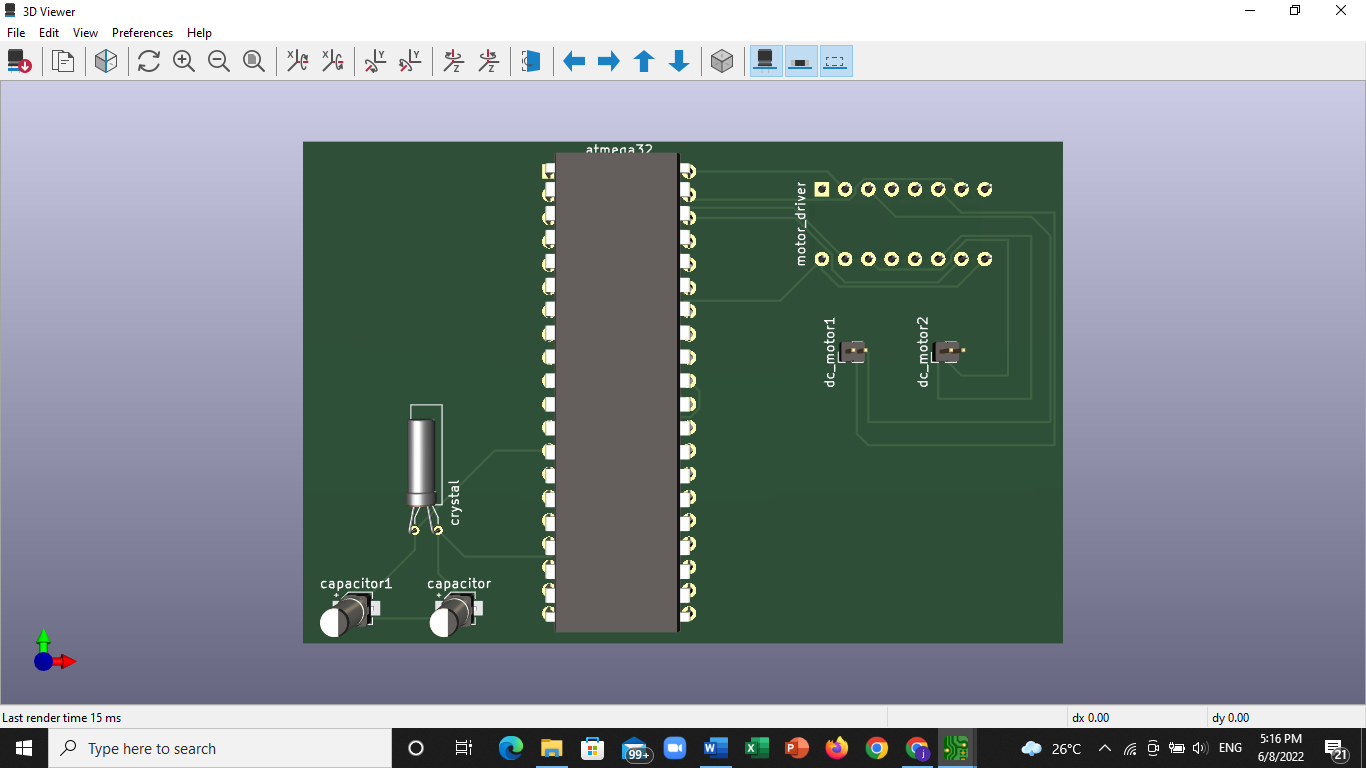 3D Viewer
File Edit View Preferences Help
atmega32
motor_driver
dc_motor1
dc_motor2
crystal
capacitor1
capacitor
+
+
Last render time 15 ms
dx 0.00
dy 0.00
Type here to search
99+
26°C
ENG
5:16 PM
6/8/2022
21